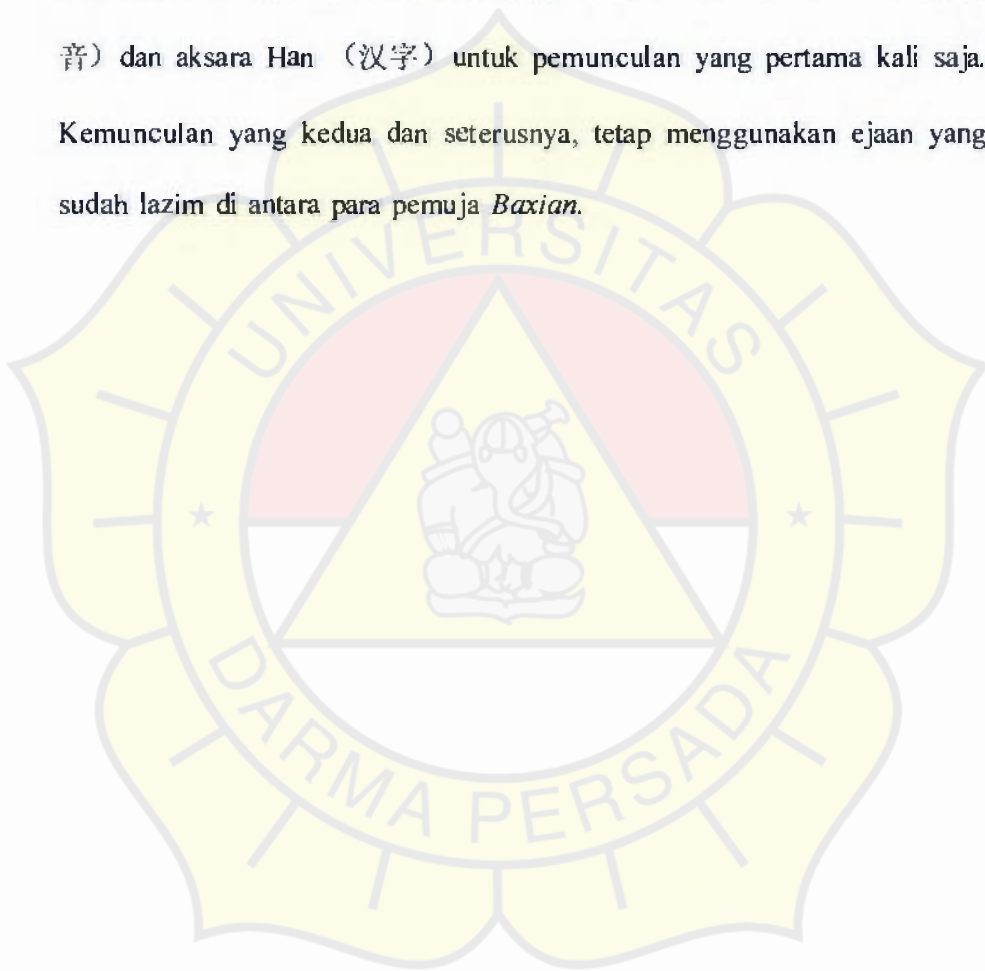 音）dan aksara Han （汉字）untuk pemunculan yang pertama kali saja.
Kemunculan yang kedua dan seterusnya, tetap menggunakan ejaan yang
sudah lazim di antara para pemuja Baxian.
UNIVERSITAS
DARMA PERSADA